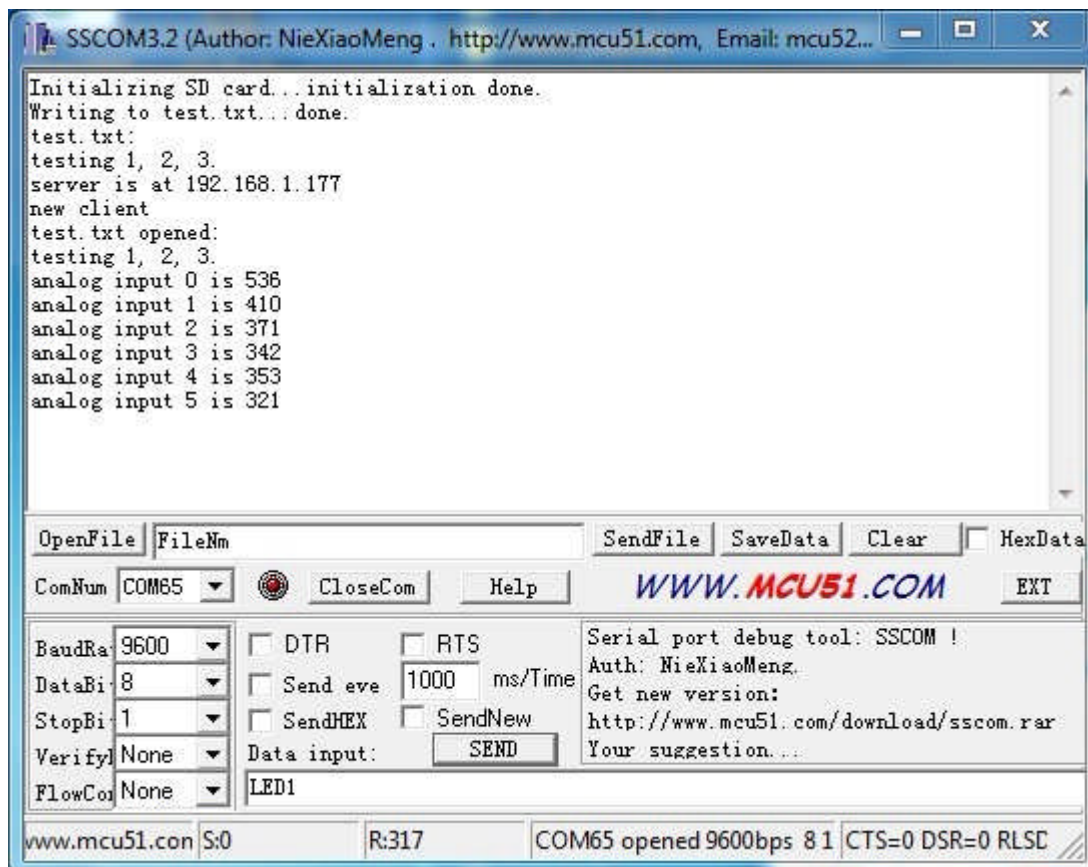 SSCOM3.2 (Author: NieXiaoMeng . http://www.mcu51.com, Email: mcu52...
Initializing SD card...initialization done.
Writing to test.txt...done.
test.txt:
testing 1, 2, 3.
server is at 192.168.1.177
new client
test.txt opened:
testing 1, 2, 3.
analog input 0 is 536
analog input 1 is 410
analog input 2 is 371
analog input 3 is 342
analog input 4 is 353
analog input 5 is 321
OpenFile FileNm SendFile SaveData Clear HexData
ComNum COM65 CloseCom Help WWW.MCU51.COM EXT
BaudRa 9600 DTR RTS
DataBi 8 Send eve 1000 ms/Time
StopBi 1 SendHEX SendNew
Verify None Data input: SEND
FlowCo None LED1
Serial port debug tool: SSCOM !
Auth: NieXiaoMeng.
Get new version:
http://www.mcu51.com/download/sscom.rar
Your suggestion...
www.mcu51.con S:0 R:317 COM65 opened 9600bps 8 1 CTS=0 DSR=0 RLSD